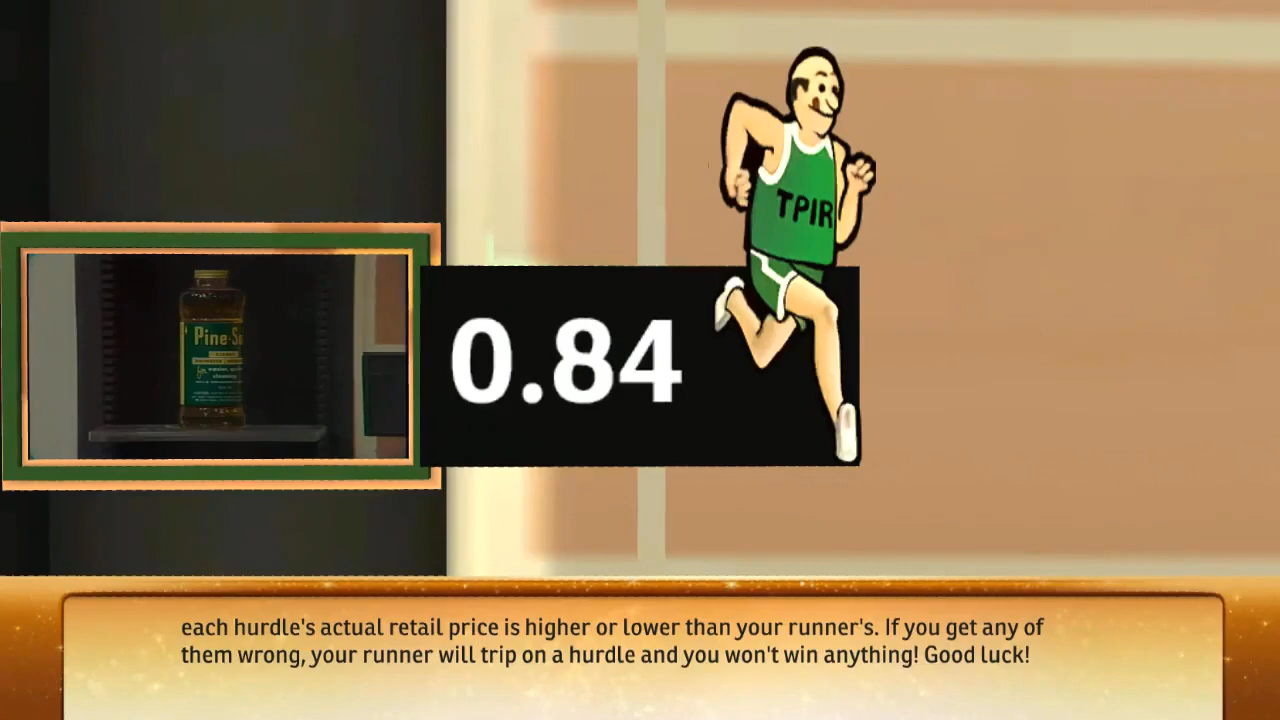 TPIR
Pine-So
0.84
each hurdle's actual retail price is higher or lower than your runner's. If you get any of
them wrong, your runner will trip on a hurdle and you won't win anything! Good luck!